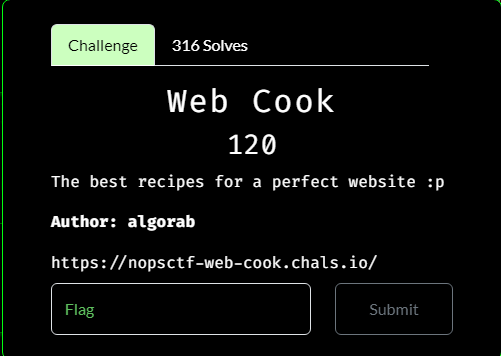 Challenge 316 Solves
Web Cook
120
The best recipes for a perfect website :p
Author: algorab
https://nopsctf-web-cook.chals.io/
Flag Submit